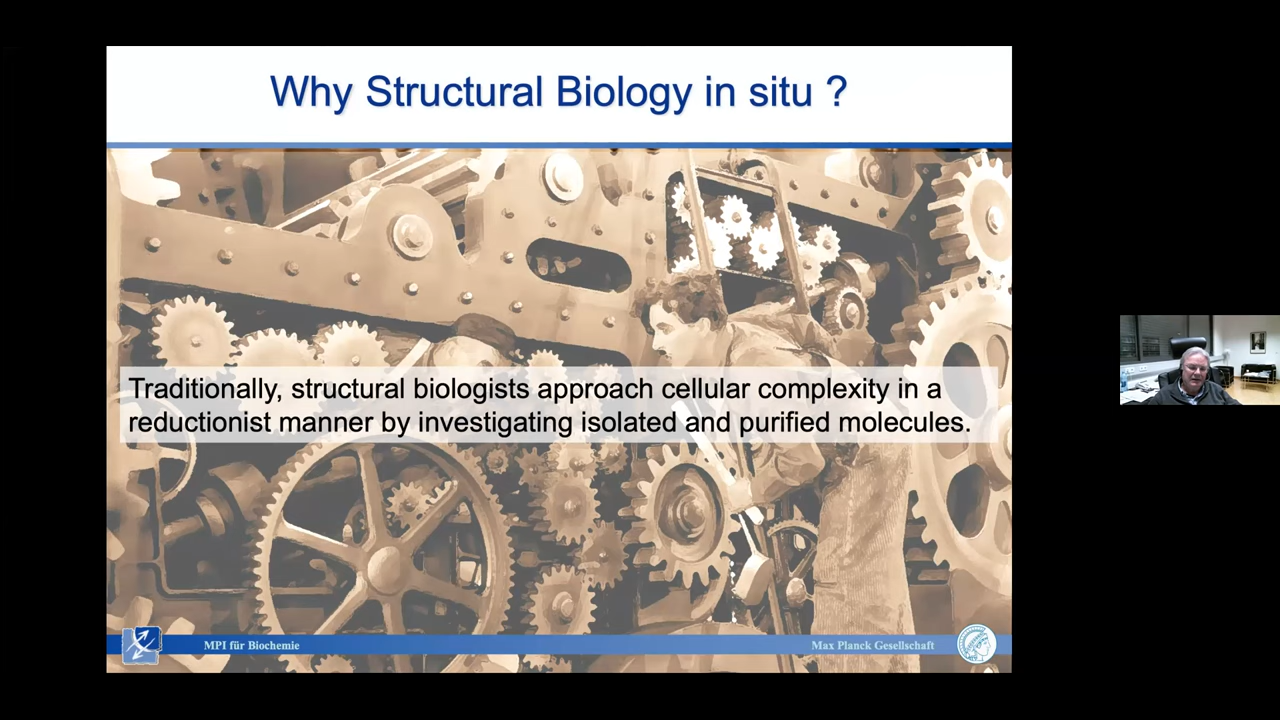 Why Structural Biology in situ ?
Traditionally, structural biologists approach cellular complexity in a
reductionist manner by investigating isolated and purified molecules.
MPI für Biochemie
Max Planck Gesellschaft